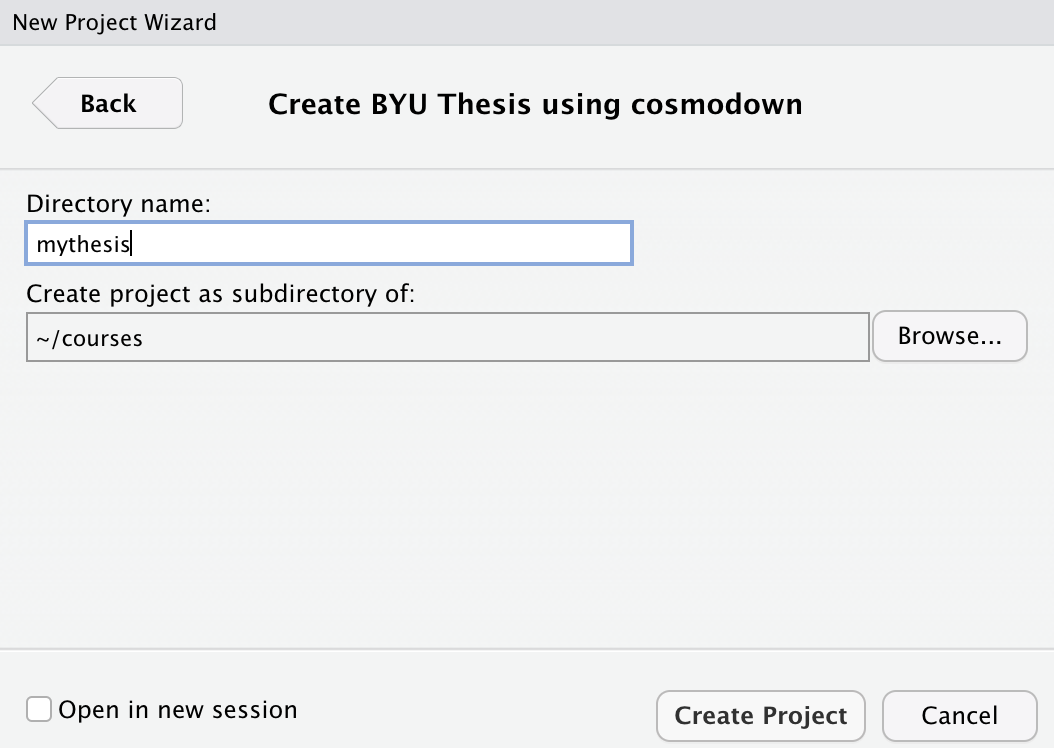 New Project Wizard
Back
Create BYU Thesis using cosmodown
Directory name:
mythesis
Create project as subdirectory of:
~/courses
Browse...
Open in new session
Create Project
Cancel